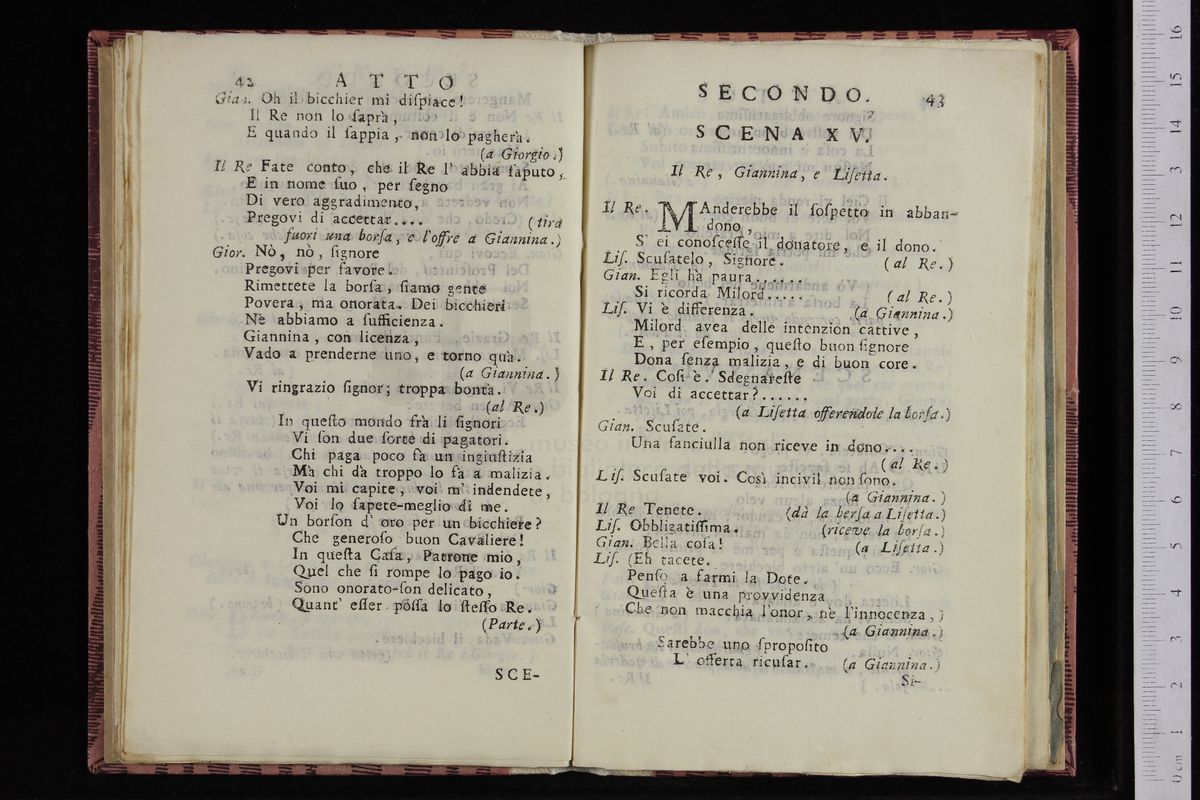 42 ATTO
Gian. Oh il bicchier mi diſpiace!
Il Re non lo ſaprà,
E quando il ſappia, non lo pagherà.
(a Giorgio.)
Il Re Fate conto, che il Re l' abbia ſaputo,
E in nome ſuo, per ſegno
Di vero aggradimento,
Pregovi di accettar.... (tira
fuori una borſa, e l'offre a Giannina.)
Gior. Nò, nò, ſignore
Pregovi per favore.
Rimettete la borſa, ſiamo gente
Povera, ma onorata. Dei bicchieri
Nè abbiamo a ſufficienza.
Giannina, con licenza,
Vado a prenderne uno, e torno quà.
(a Giannina.)
Vi ringrazio ſignor; troppa bontà.
(al Re.)
In queſto mondo frà li ſignori
Vi ſon due ſorte di pagatori.
Chi paga poco fà un ingiuſtizia
Mà chi dà troppo lo fà a malizia.
Voi mi capite, voi m' indendete,
Voi lo ſapete-meglio di me.
Un borſon d' oro per un bicchiere?
Che generoſo buon Cavaliere!
In queſta Caſa, Patrone mio,
Quel che ſi rompe lo pago io.
Sono onorato-ſon delicato,
Quant' eſſer poſſa lo ſteſſo Re.
(Parte.)
SCE-
SECONDO. 43
SCENA XV.
Il Re, Giannina, e Liſetta.
Il Re. MAnderebbe il ſoſpetto in abban-
dono,
S' ei conoſceſſe il donatore, e il dono.
Liſ. Scuſatelo, Signore. (al Re.)
Gian. Egli hà paura.......
Si ricorda Milord..... (al Re.)
Liſ. Vi è differenza. (a Giannina.)
Milord avea delle intenzion cattive,
E, per eſempio, queſto buon ſignore
Dona ſenza malizia, e di buon core.
Il Re. Coſi è. Sdegnareſte
Voi di accettar?......
(a Liſetta offerendole la borſa.)
Gian. Scuſate.
Una fanciulla non riceve in dono....
(al Re.)
Liſ. Scuſate voi. Così incivil non ſono.
(a Giannina.)
Il Re Tenete. (dà la berſa a Liſetta.)
Liſ. Obbligatiſſima. (riceve la borſa.)
Gian. Bella coſa! (a Liſetta.)
Liſ. (Eh tacete.
Penſo a farmi la Dote.
Queſta è una provvidenza
Che non macchia l'onor, nè l'innocenza,)
(a Giannina.)
Sarebbe uno ſpropoſito
L' offerta ricuſar. (a Giannina.)
Si-